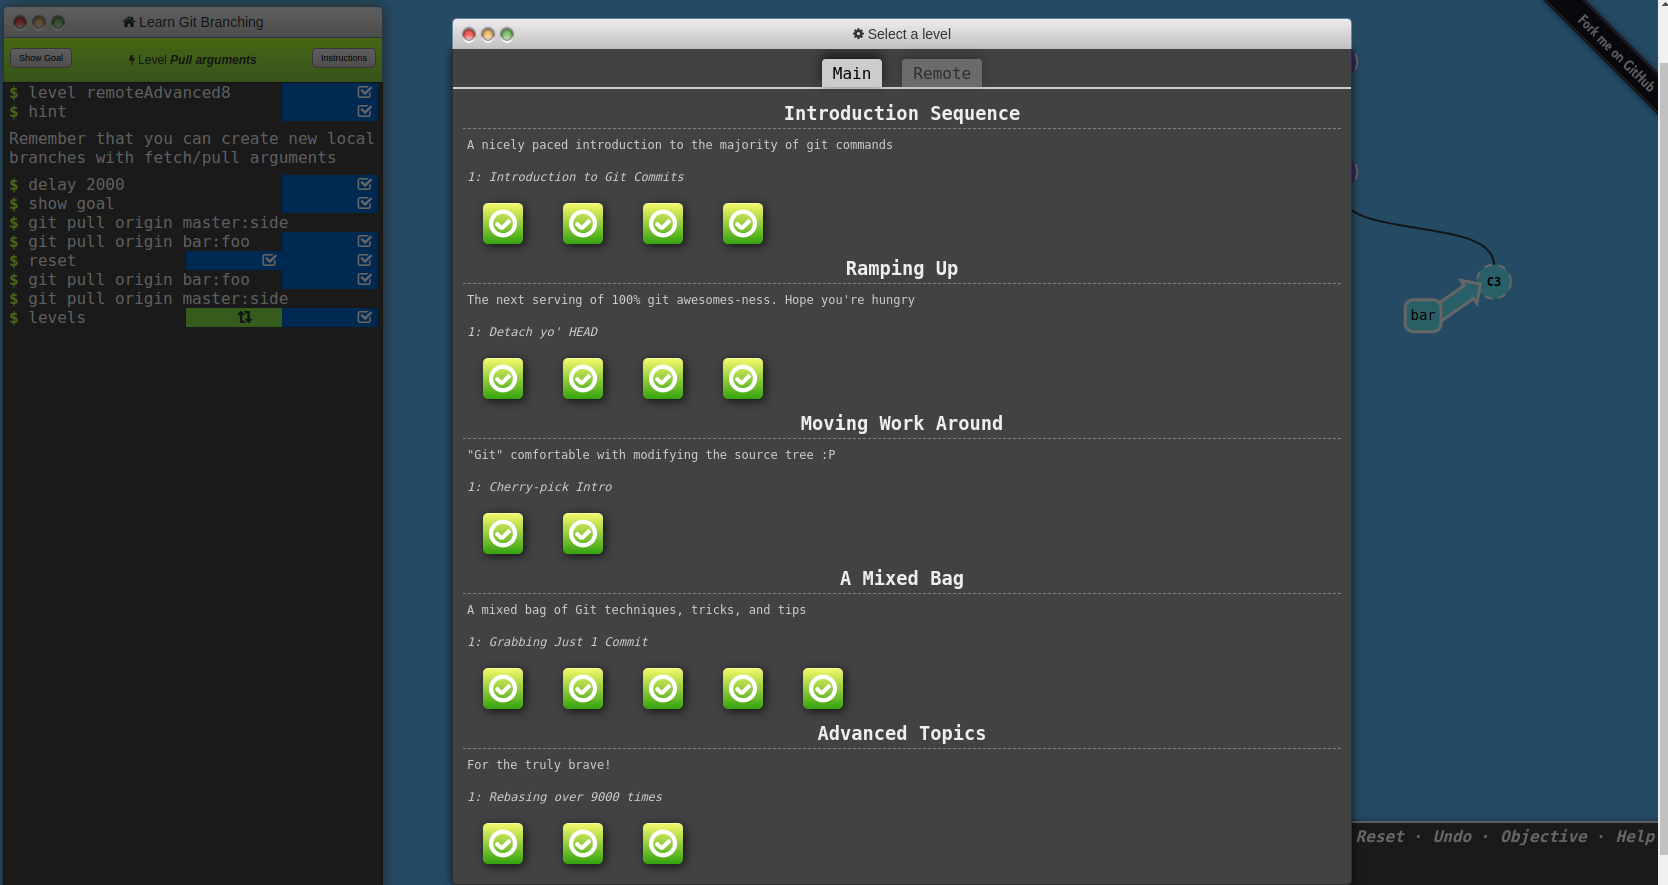 Learn Git Branching
Show Goal
Level Pull arguments
Instructions
$ level remoteAdvanced8
$ hint
Remember that you can create new local
branches with fetch/pull arguments
$ delay 2000
$ show goal
$ git pull origin master:side
$ git pull origin bar:foo
$ reset
$ git pull origin bar:foo
$ git pull origin master:side
$ levels
Select a level
Main
Remote
Introduction Sequence
A nicely paced introduction to the majority of git commands
1: Introduction to Git Commits
Ramping Up
The next serving of 100% git awesomes-ness. Hope you're hungry
1: Detach yo' HEAD
Moving Work Around
"Git" comfortable with modifying the source tree :P
1: Cherry-pick Intro
A Mixed Bag
A mixed bag of Git techniques, tricks, and tips
1: Grabbing Just 1 Commit
Advanced Topics
For the truly brave!
1: Rebasing over 9000 times
Fork me on GitHub
C3
bar
Reset · Undo · Objective · Help